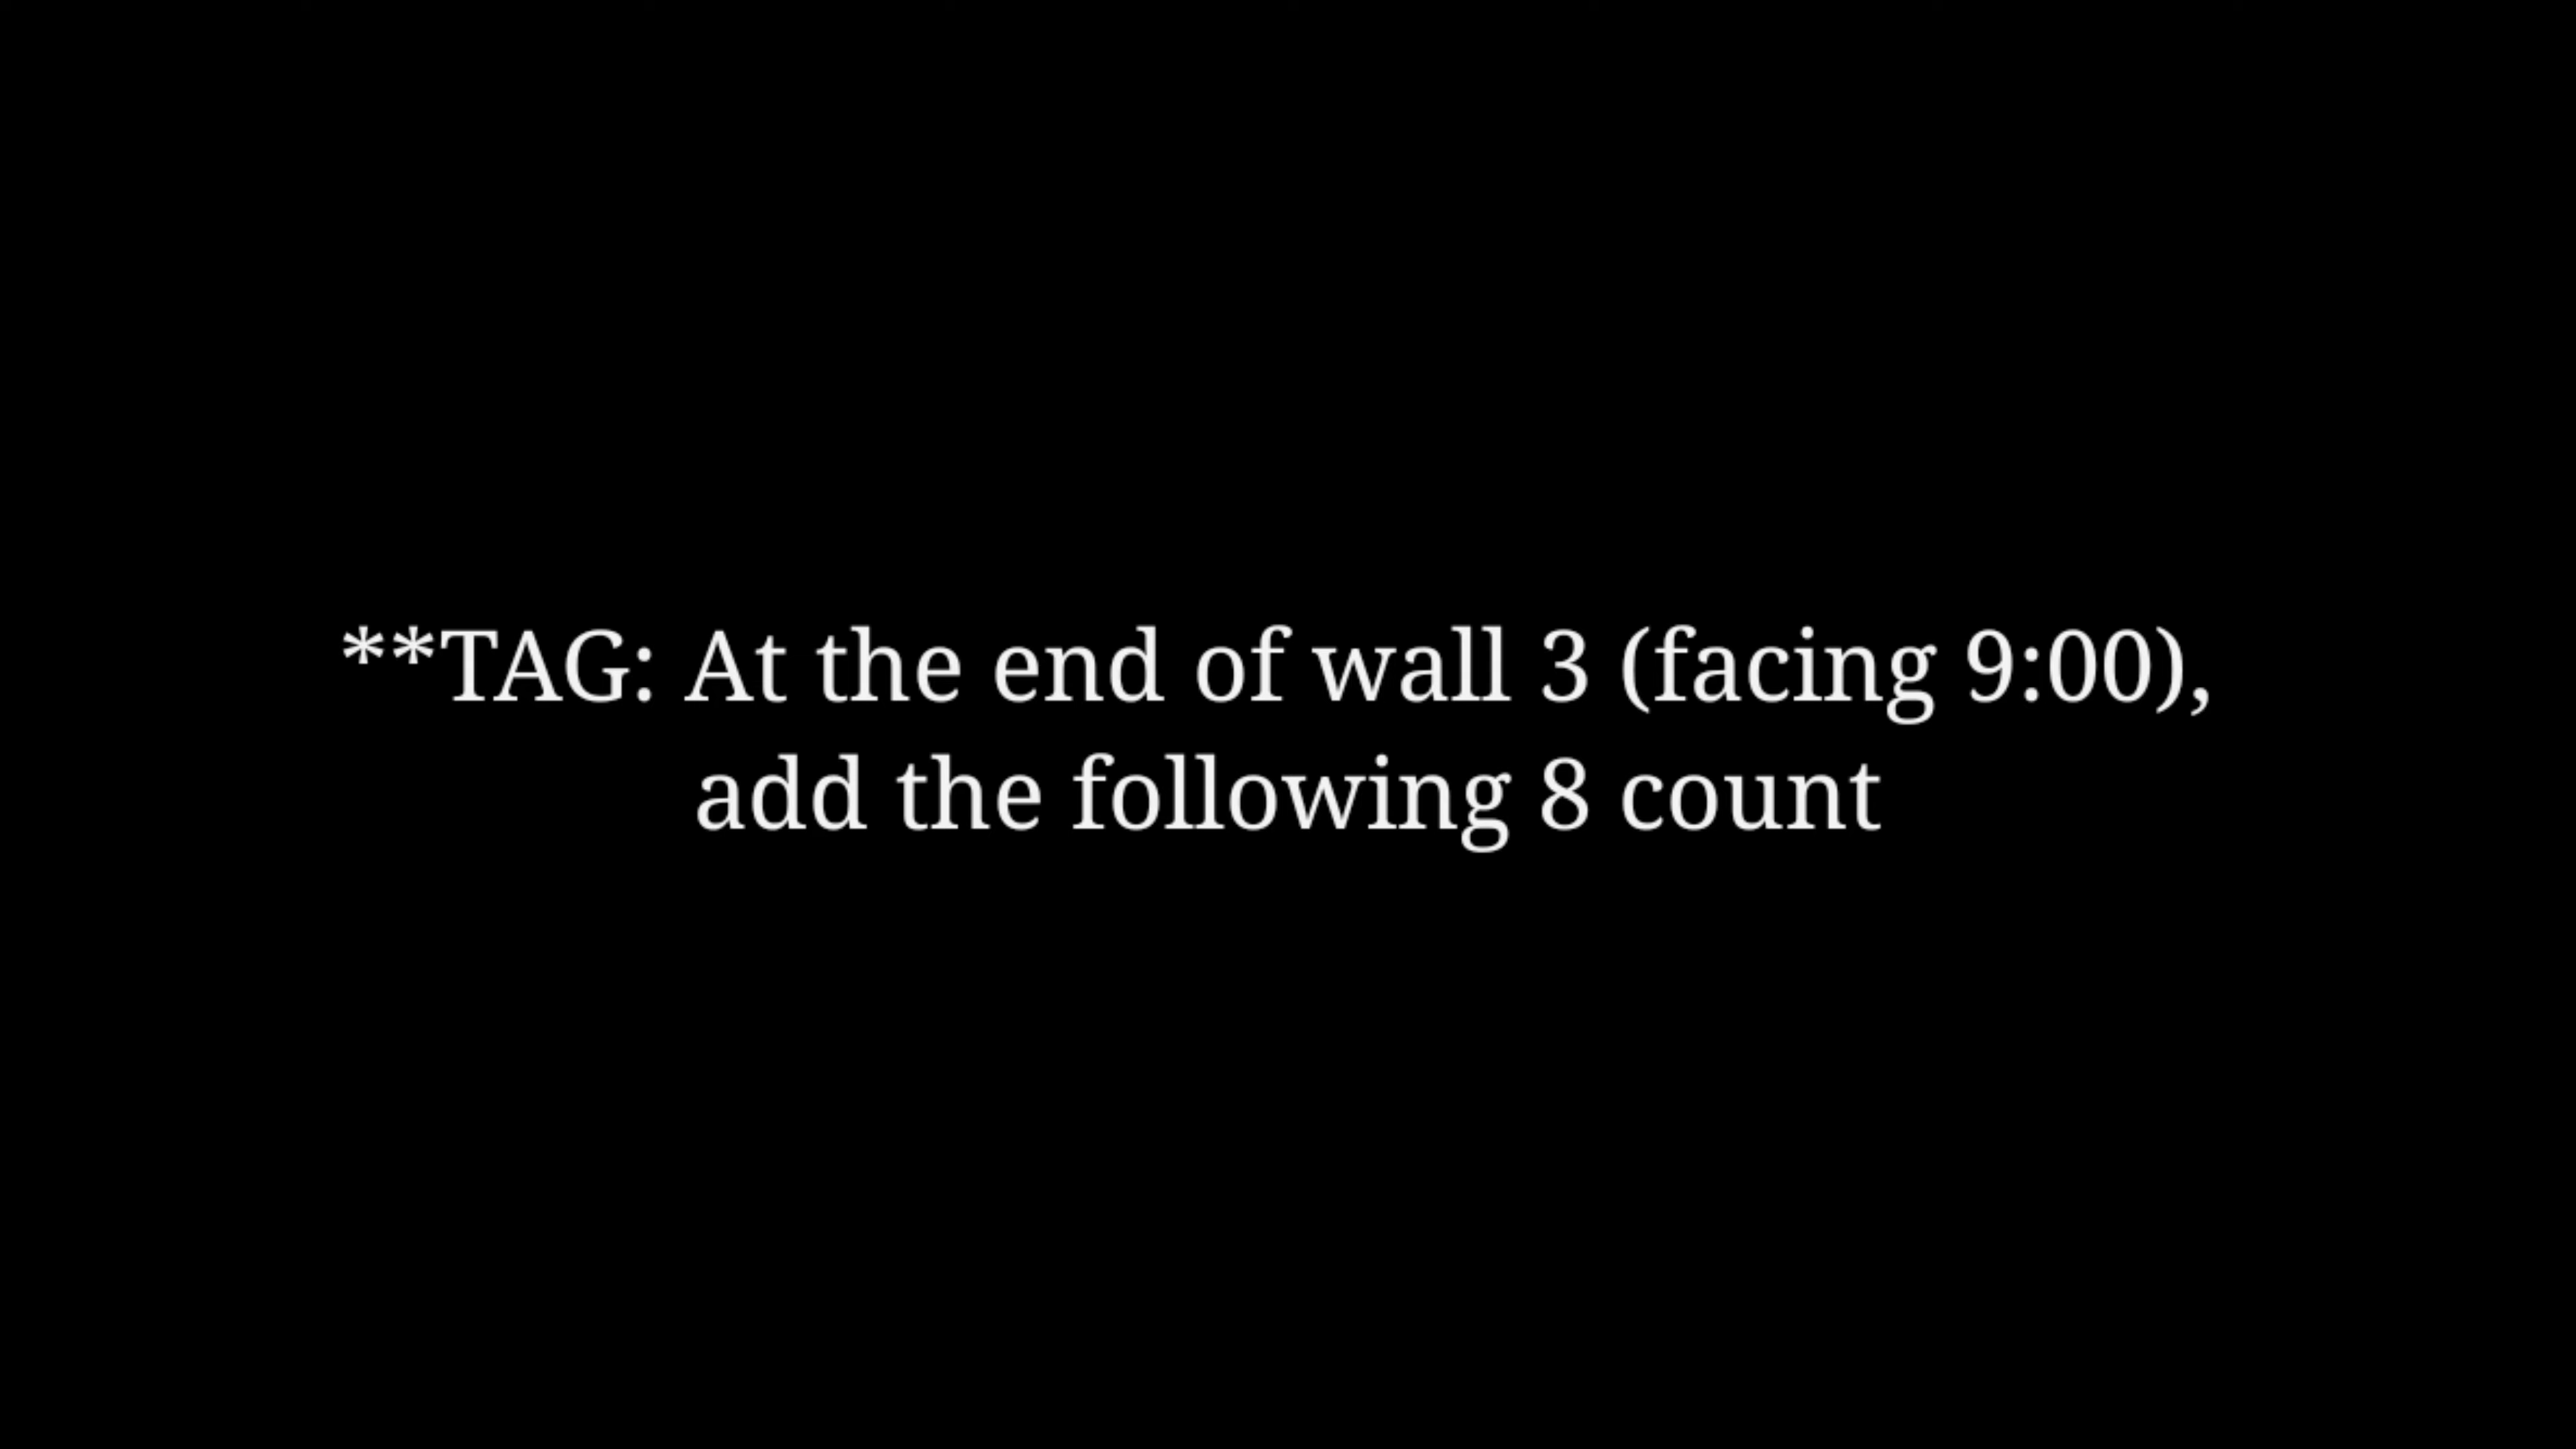 **TAG: At the end of wall 3 (facing 9:00),
add the following 8 count